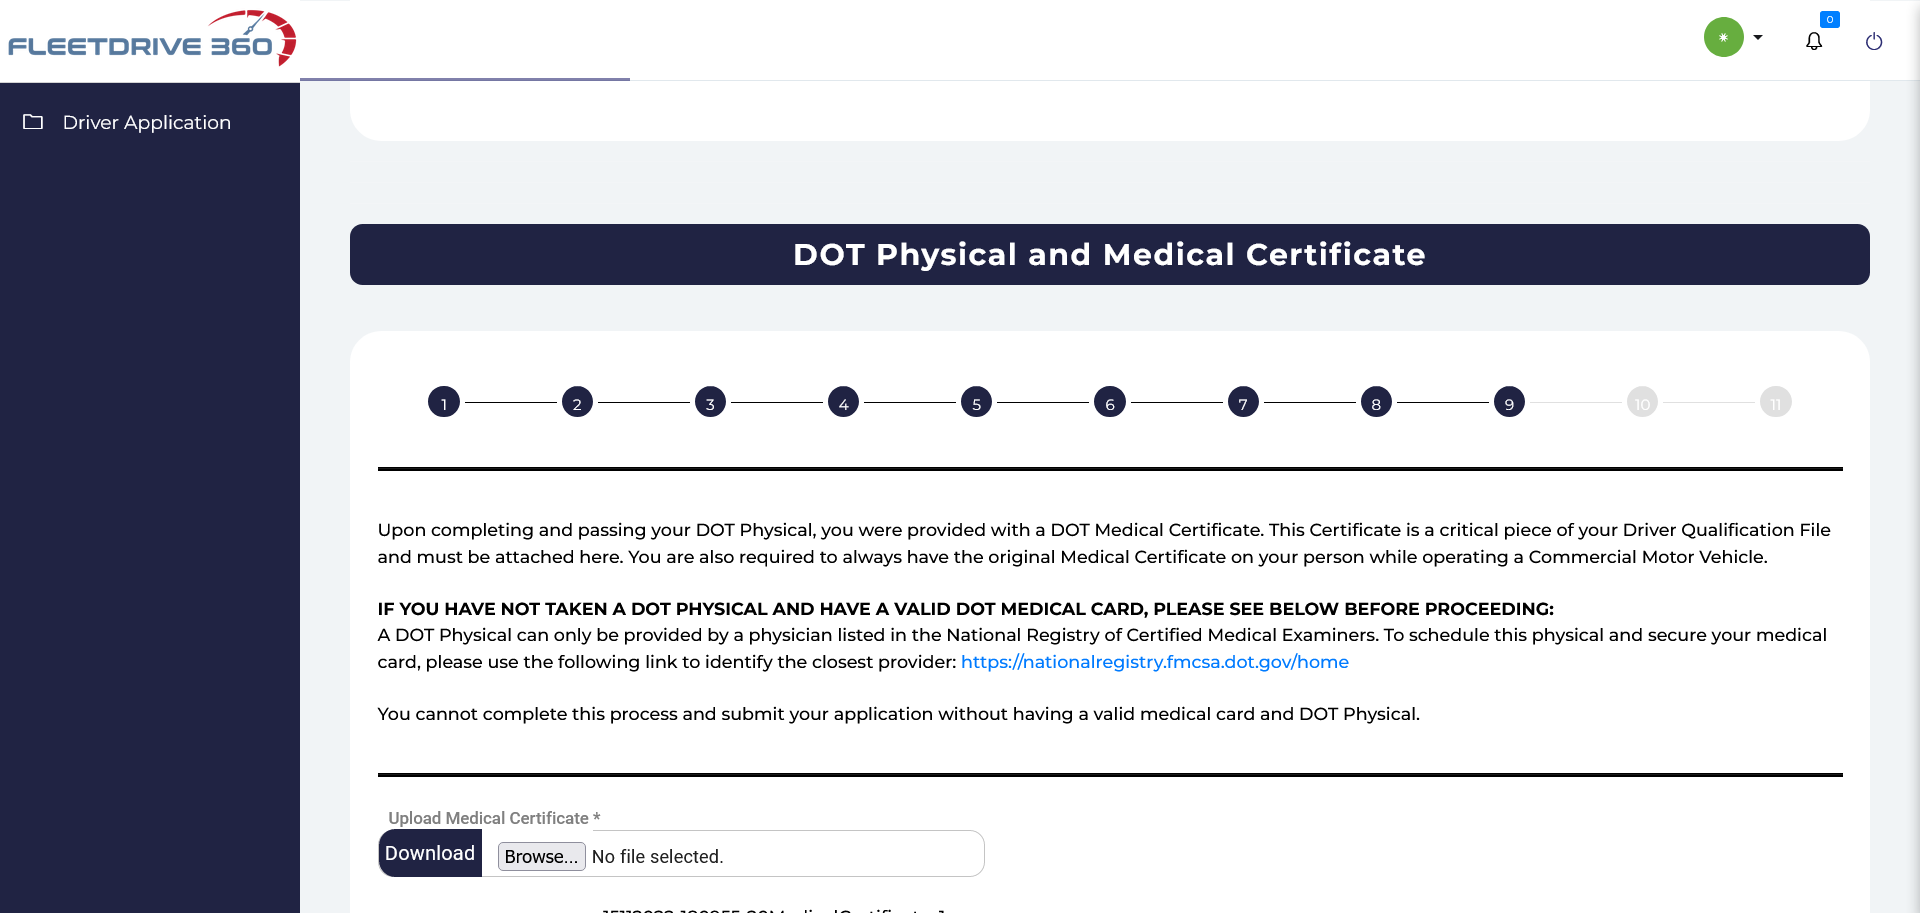 FLEETDRIVE 360
0
Driver Application
DOT Physical and Medical Certificate
1 2 3 4 5 6 7 8 9 10 11
Upon completing and passing your DOT Physical, you were provided with a DOT Medical Certificate. This Certificate is a critical piece of your Driver Qualification File
and must be attached here. You are also required to always have the original Medical Certificate on your person while operating a Commercial Motor Vehicle.
IF YOU HAVE NOT TAKEN A DOT PHYSICAL AND HAVE A VALID DOT MEDICAL CARD, PLEASE SEE BELOW BEFORE PROCEEDING:
A DOT Physical can only be provided by a physician listed in the National Registry of Certified Medical Examiners. To schedule this physical and secure your medical
card, please use the following link to identify the closest provider: https://nationalregistry.fmcsa.dot.gov/home
You cannot complete this process and submit your application without having a valid medical card and DOT Physical.
Upload Medical Certificate *
Download Browse... No file selected.